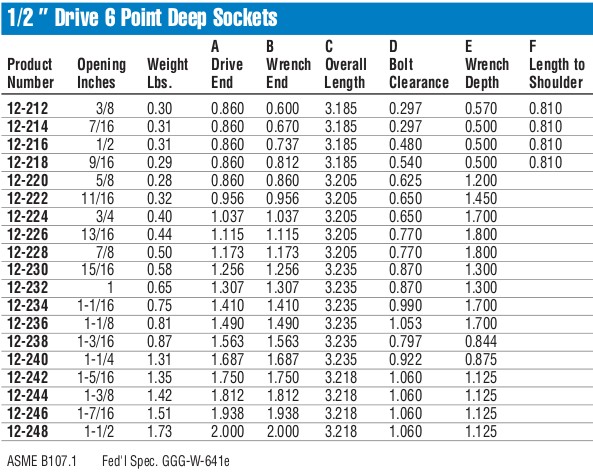 1/2 ″ Drive 6 Point Deep Sockets
A B C D E F
Product Opening Weight Drive Wrench Overall Bolt Wrench Length to
Number Inches Lbs. End End Length Clearance Depth Shoulder
12-212 3/8 0.30 0.860 0.600 3.185 0.297 0.570 0.810
12-214 7/16 0.31 0.860 0.670 3.185 0.297 0.500 0.810
12-216 1/2 0.31 0.860 0.737 3.185 0.480 0.500 0.810
12-218 9/16 0.29 0.860 0.812 3.185 0.540 0.500 0.810
12-220 5/8 0.28 0.860 0.860 3.205 0.625 1.200
12-222 11/16 0.32 0.956 0.956 3.205 0.650 1.450
12-224 3/4 0.40 1.037 1.037 3.205 0.650 1.700
12-226 13/16 0.44 1.115 1.115 3.205 0.770 1.800
12-228 7/8 0.50 1.173 1.173 3.205 0.770 1.800
12-230 15/16 0.58 1.256 1.256 3.235 0.870 1.300
12-232 1 0.65 1.307 1.307 3.235 0.870 1.300
12-234 1-1/16 0.75 1.410 1.410 3.235 0.990 1.700
12-236 1-1/8 0.81 1.490 1.490 3.235 1.053 1.700
12-238 1-3/16 0.87 1.563 1.563 3.235 0.797 0.844
12-240 1-1/4 1.31 1.687 1.687 3.235 0.922 0.875
12-242 1-5/16 1.35 1.750 1.750 3.218 1.060 1.125
12-244 1-3/8 1.42 1.812 1.812 3.218 1.060 1.125
12-246 1-7/16 1.51 1.938 1.938 3.218 1.060 1.125
12-248 1-1/2 1.73 2.000 2.000 3.218 1.060 1.125
ASME B107.1 Fed'l Spec. GGG-W-641e